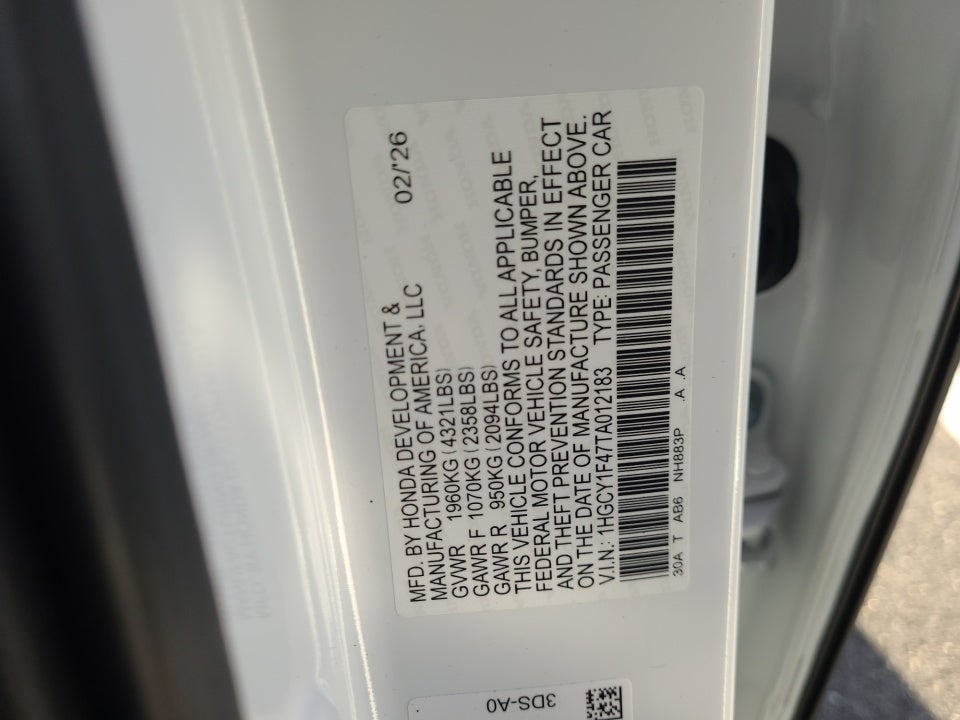 MFD. BY HONDA DEVELOPMENT & 02/'26
MANUFACTURING OF AMERICA, LLC
GVWR 1960KG (4321LBS)
GAWR F 1070KG (2358LBS)
GAWR R 950KG (2094LBS)
THIS VEHICLE CONFORMS TO ALL APPLICABLE
FEDERAL MOTOR VEHICLE SAFETY, BUMPER,
AND THEFT PREVENTION STANDARDS IN EFFECT
ON THE DATE OF MANUFACTURE SHOWN ABOVE.
V.I.N.: 1HGCY1F47TA012183 TYPE: PASSENGER CAR
30A T AB6 NH883P .A .A
3DS-A0